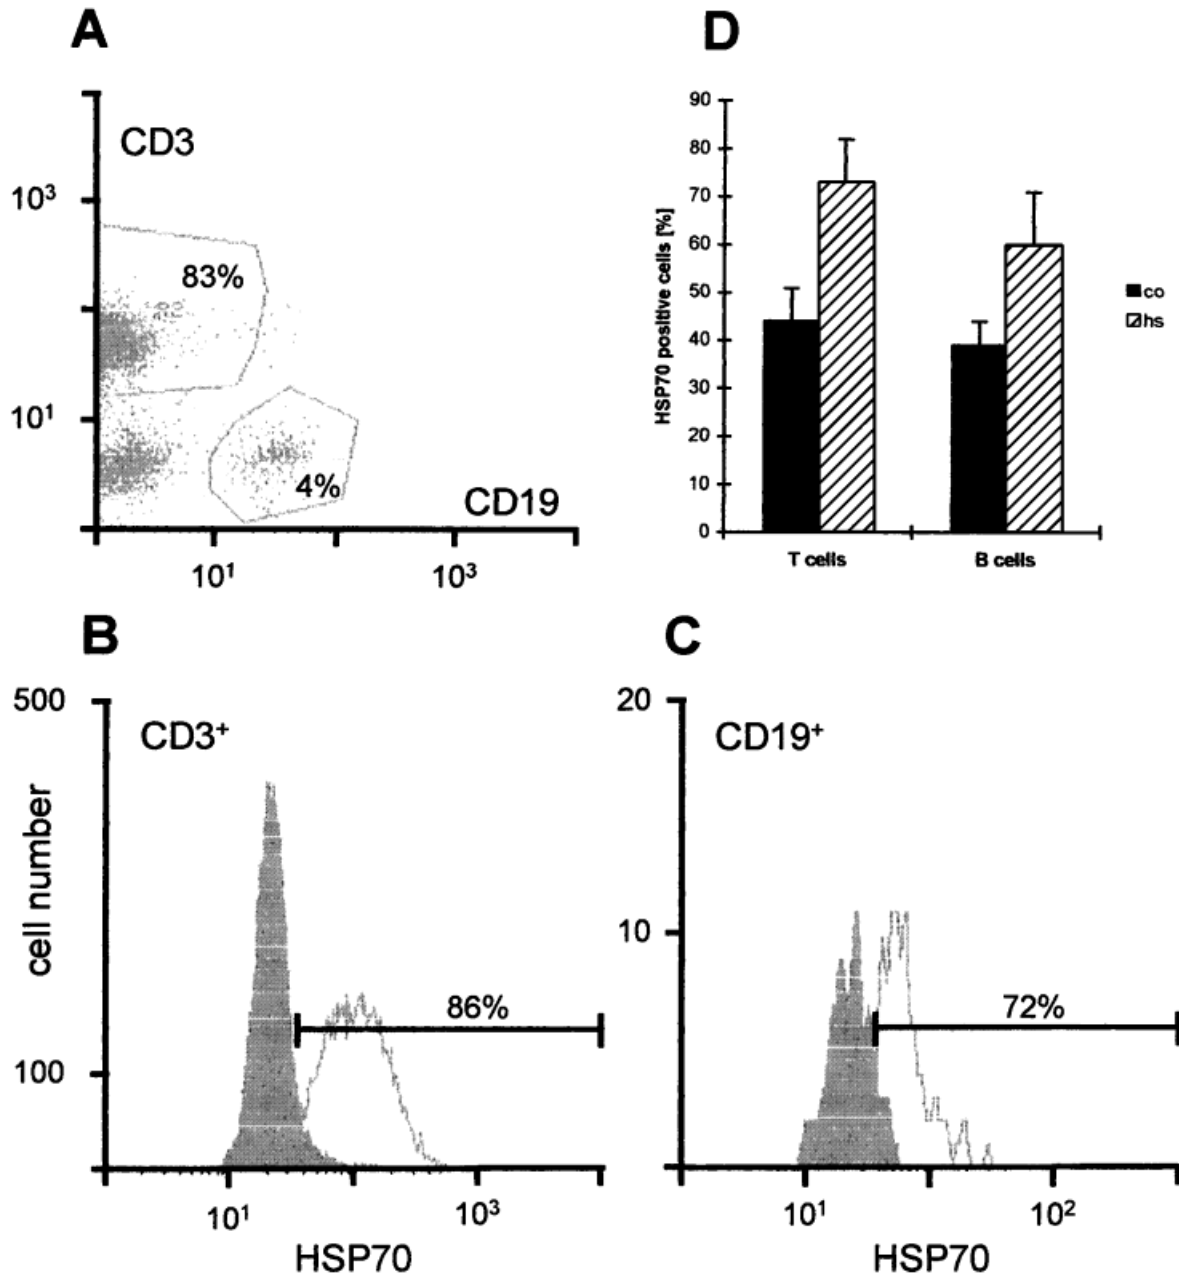 A
CD3
10³
83%
10¹
4%
CD19
10¹
10³
D
90
80
70
60
50
40
30
20
10
0
HSP70 positive cells [%]
T cells
B cells
co
hs
B
500
CD3⁺
cell number
86%
100
10¹
10³
HSP70
C
20
CD19⁺
10
72%
10¹
10²
HSP70